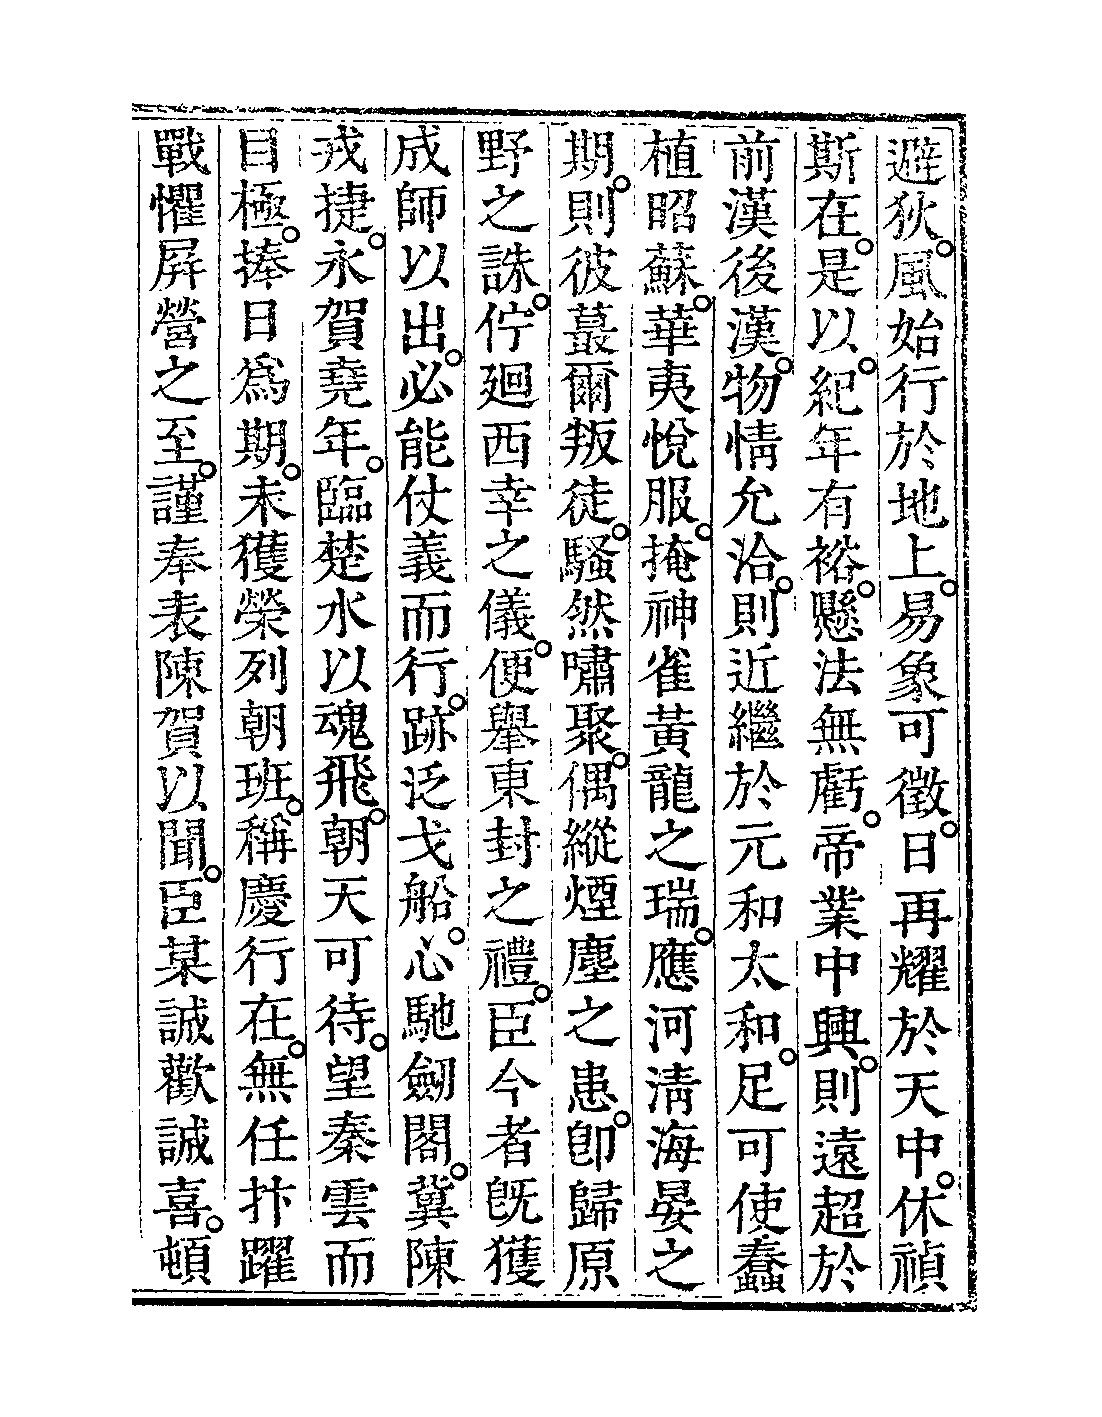 避狄。風始行於地上。易象可徵。日再耀於天中。休禎
斯在。是以。紀年有裕。懸法無虧。帝業中興。則遠超於
前漢後漢。物情允洽。則近繼於元和太和。足可使蠢
植昭蘇。華夷悅服。掩神雀黃龍之瑞。應河淸海晏之
期。則彼蕞爾叛徒。騷然嘯聚。偶縱煙塵之患。卽歸原
野之誅。佇廻西幸之儀。便擧東封之禮。臣今者旣獲
成師以出。必能仗義而行。跡泛戈船。心馳劒閣。冀陳
戎捷。永賀堯年。臨楚水以魂飛。朝天可待。望秦雲而
目極。捧日爲期。未獲榮列朝班。稱慶行在。無任抃躍
戰懼屛營之至。謹奉表陳賀以聞。臣某誠歡誠喜。頓